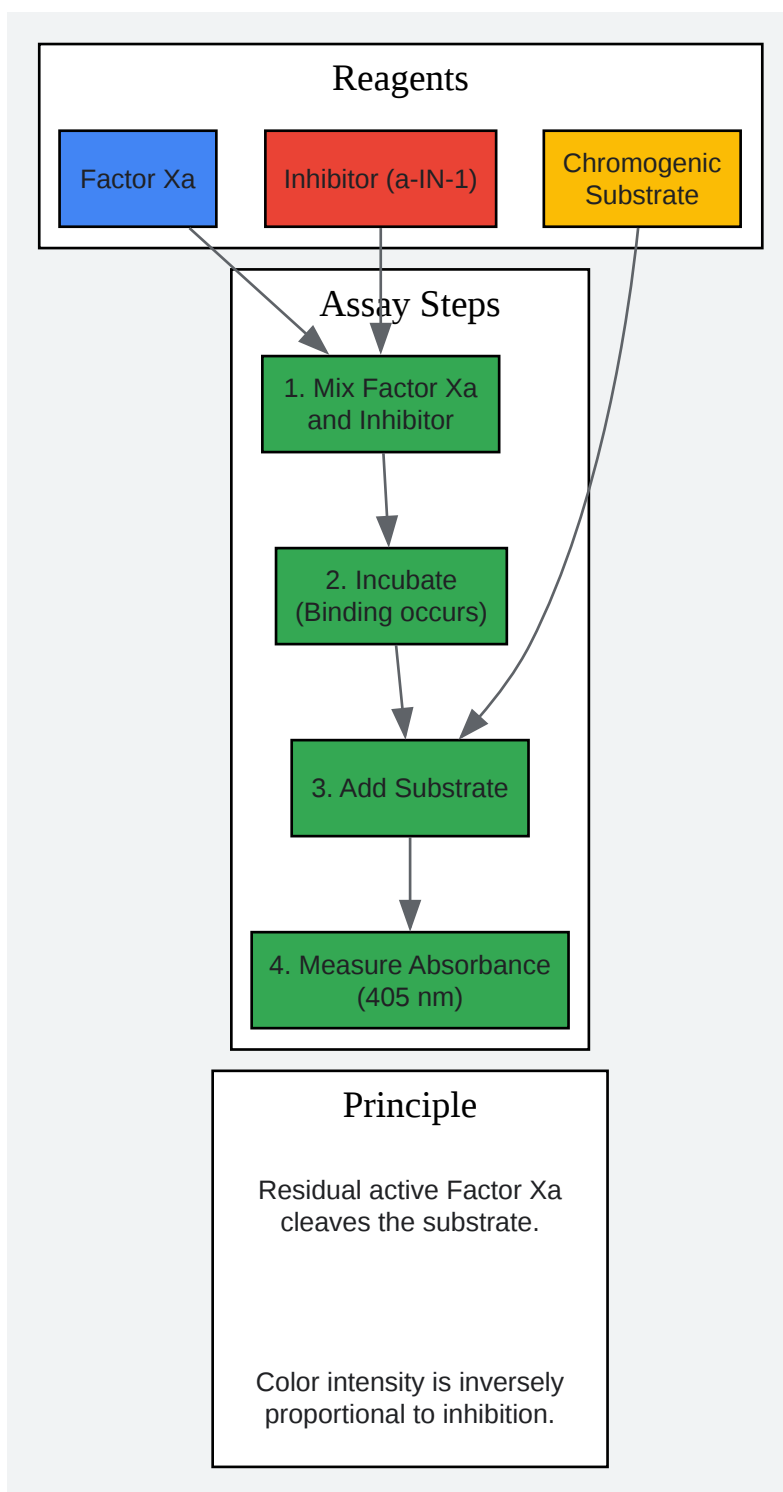 Reagents
Factor Xa
Inhibitor (a-IN-1)
Chromogenic
Substrate
Assay Steps
1. Mix Factor Xa
and Inhibitor
2. Incubate
(Binding occurs)
3. Add Substrate
4. Measure Absorbance
(405 nm)
Principle
Residual active Factor Xa
cleaves the substrate.
Color intensity is inversely
proportional to inhibition.